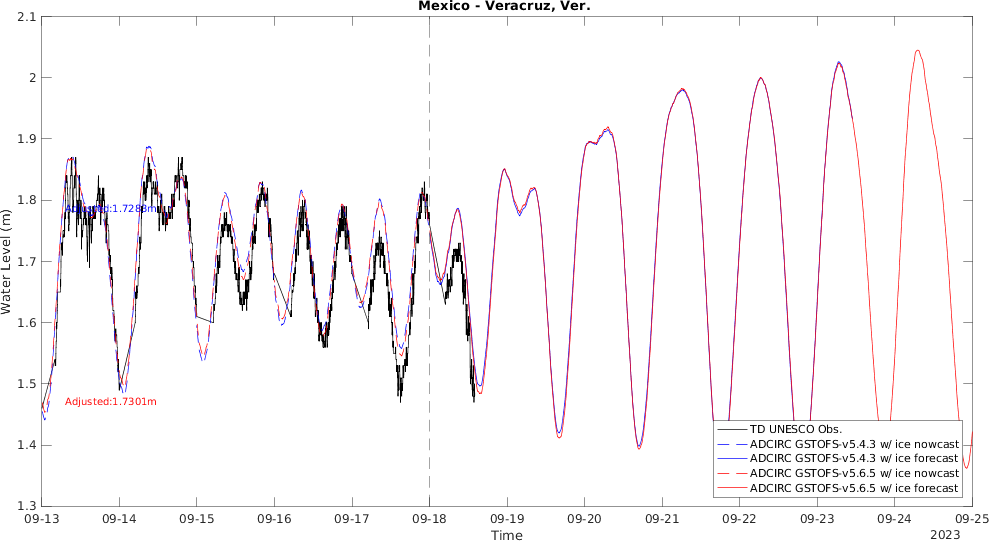 Mexico - Veracruz, Ver.
2.1
2
1.9
1.8
1.7
1.6
1.5
1.4
1.3
Water Level (m)
Adjusted:1.7288m
Adjusted:1.7301m
TD UNESCO Obs.
ADCIRC GSTOFS-v5.4.3 w/ ice nowcast
ADCIRC GSTOFS-v5.4.3 w/ ice forecast
ADCIRC GSTOFS-v5.6.5 w/ ice nowcast
ADCIRC GSTOFS-v5.6.5 w/ ice forecast
09-13 09-14 09-15 09-16 09-17 09-18 09-19 09-20 09-21 09-22 09-23 09-24 09-25
Time
2023